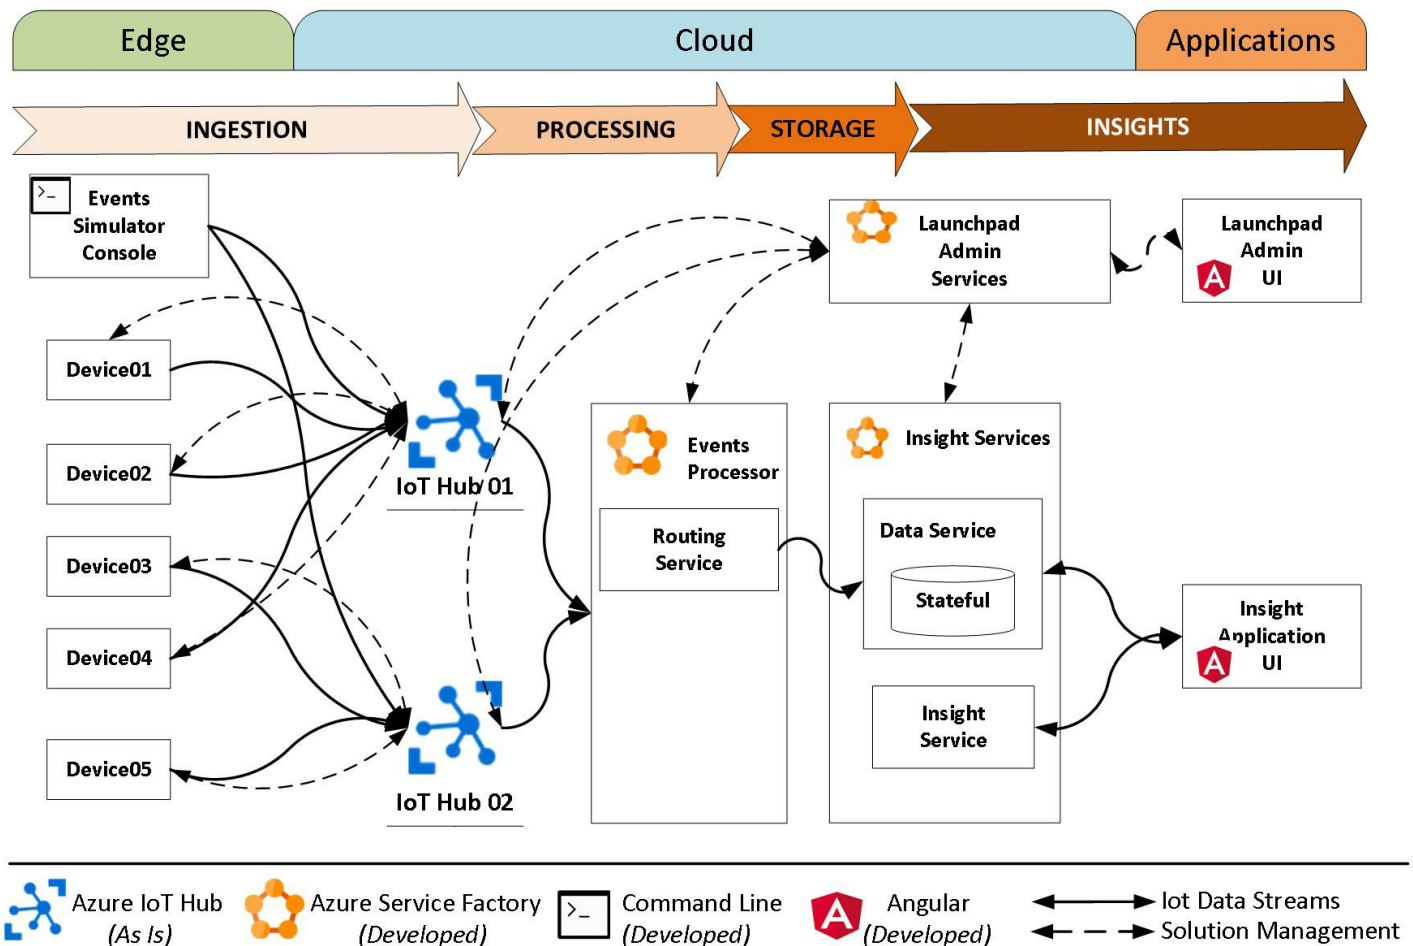 Edge
Cloud
Applications
INGESTION
PROCESSING
STORAGE
INSIGHTS
>_
Events
Simulator
Console
Launchpad
Admin
Services
Launchpad
Admin
UI
Device01
Device02
Device03
Device04
Device05
IoT Hub 01
IoT Hub 02
Events
Processor
Routing
Service
Insight Services
Data Service
Stateful
Insight
Service
Insight
Application
UI
Azure IoT Hub
(As Is)
Azure Service Factory
(Developed)
>_
Command Line
(Developed)
Angular
(Developed)
Iot Data Streams
Solution Management